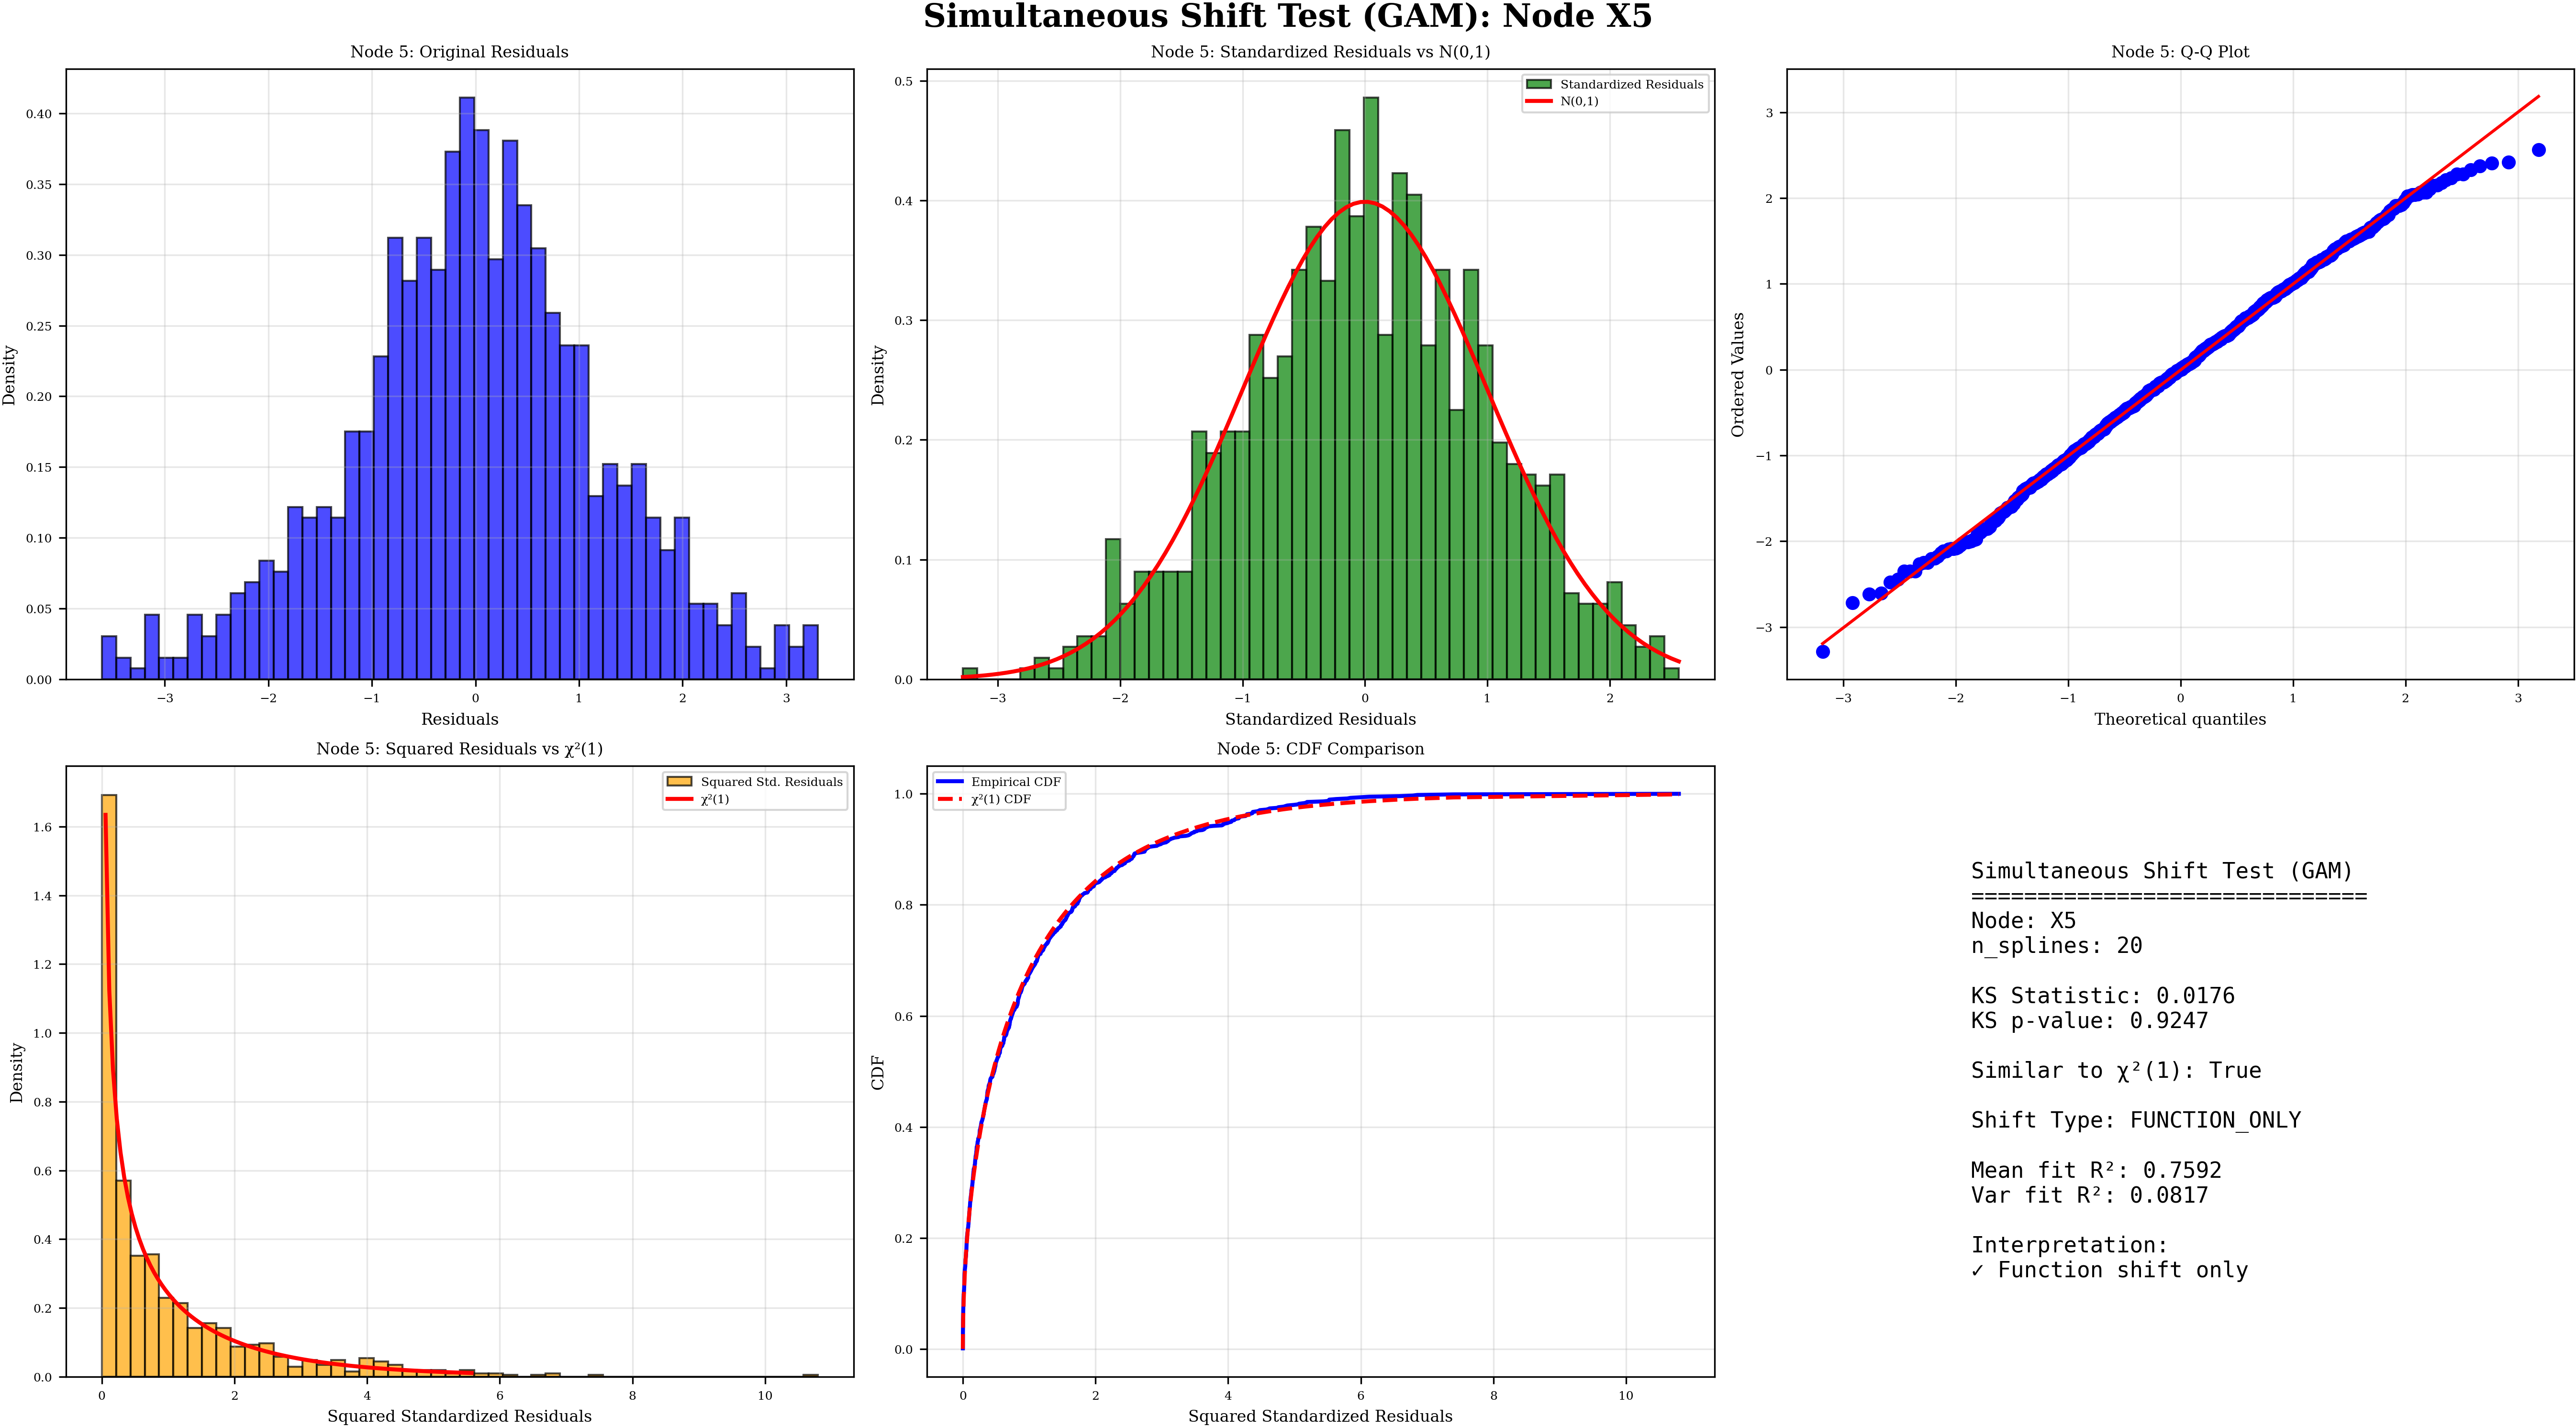 Simultaneous Shift Test (GAM): Node X5
Node 5: Original Residuals
Density
0.40
0.35
0.30
0.25
0.20
0.15
0.10
0.05
0.00
−3 −2 −1 0 1 2 3
Residuals
Node 5: Standardized Residuals vs N(0,1)
Standardized Residuals
N(0,1)
Density
0.5
0.4
0.3
0.2
0.1
0.0
−3 −2 −1 0 1 2
Standardized Residuals
Node 5: Q-Q Plot
Ordered Values
3
2
1
0
−1
−2
−3
−3 −2 −1 0 1 2 3
Theoretical quantiles
Node 5: Squared Residuals vs χ²(1)
Squared Std. Residuals
χ²(1)
Density
1.6
1.4
1.2
1.0
0.8
0.6
0.4
0.2
0.0
0 2 4 6 8 10
Squared Standardized Residuals
Node 5: CDF Comparison
Empirical CDF
χ²(1) CDF
CDF
1.0
0.8
0.6
0.4
0.2
0.0
0 2 4 6 8 10
Squared Standardized Residuals
Simultaneous Shift Test (GAM)
==============================
Node: X5
n_splines: 20
KS Statistic: 0.0176
KS p-value: 0.9247
Similar to χ²(1): True
Shift Type: FUNCTION_ONLY
Mean fit R²: 0.7592
Var fit R²: 0.0817
Interpretation:
✓ Function shift only